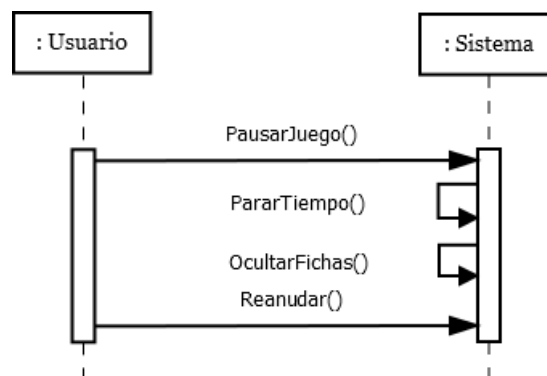 : Usuario
: Sistema
PausarJuego()
PararTiempo()
OcultarFichas()
Reanudar()